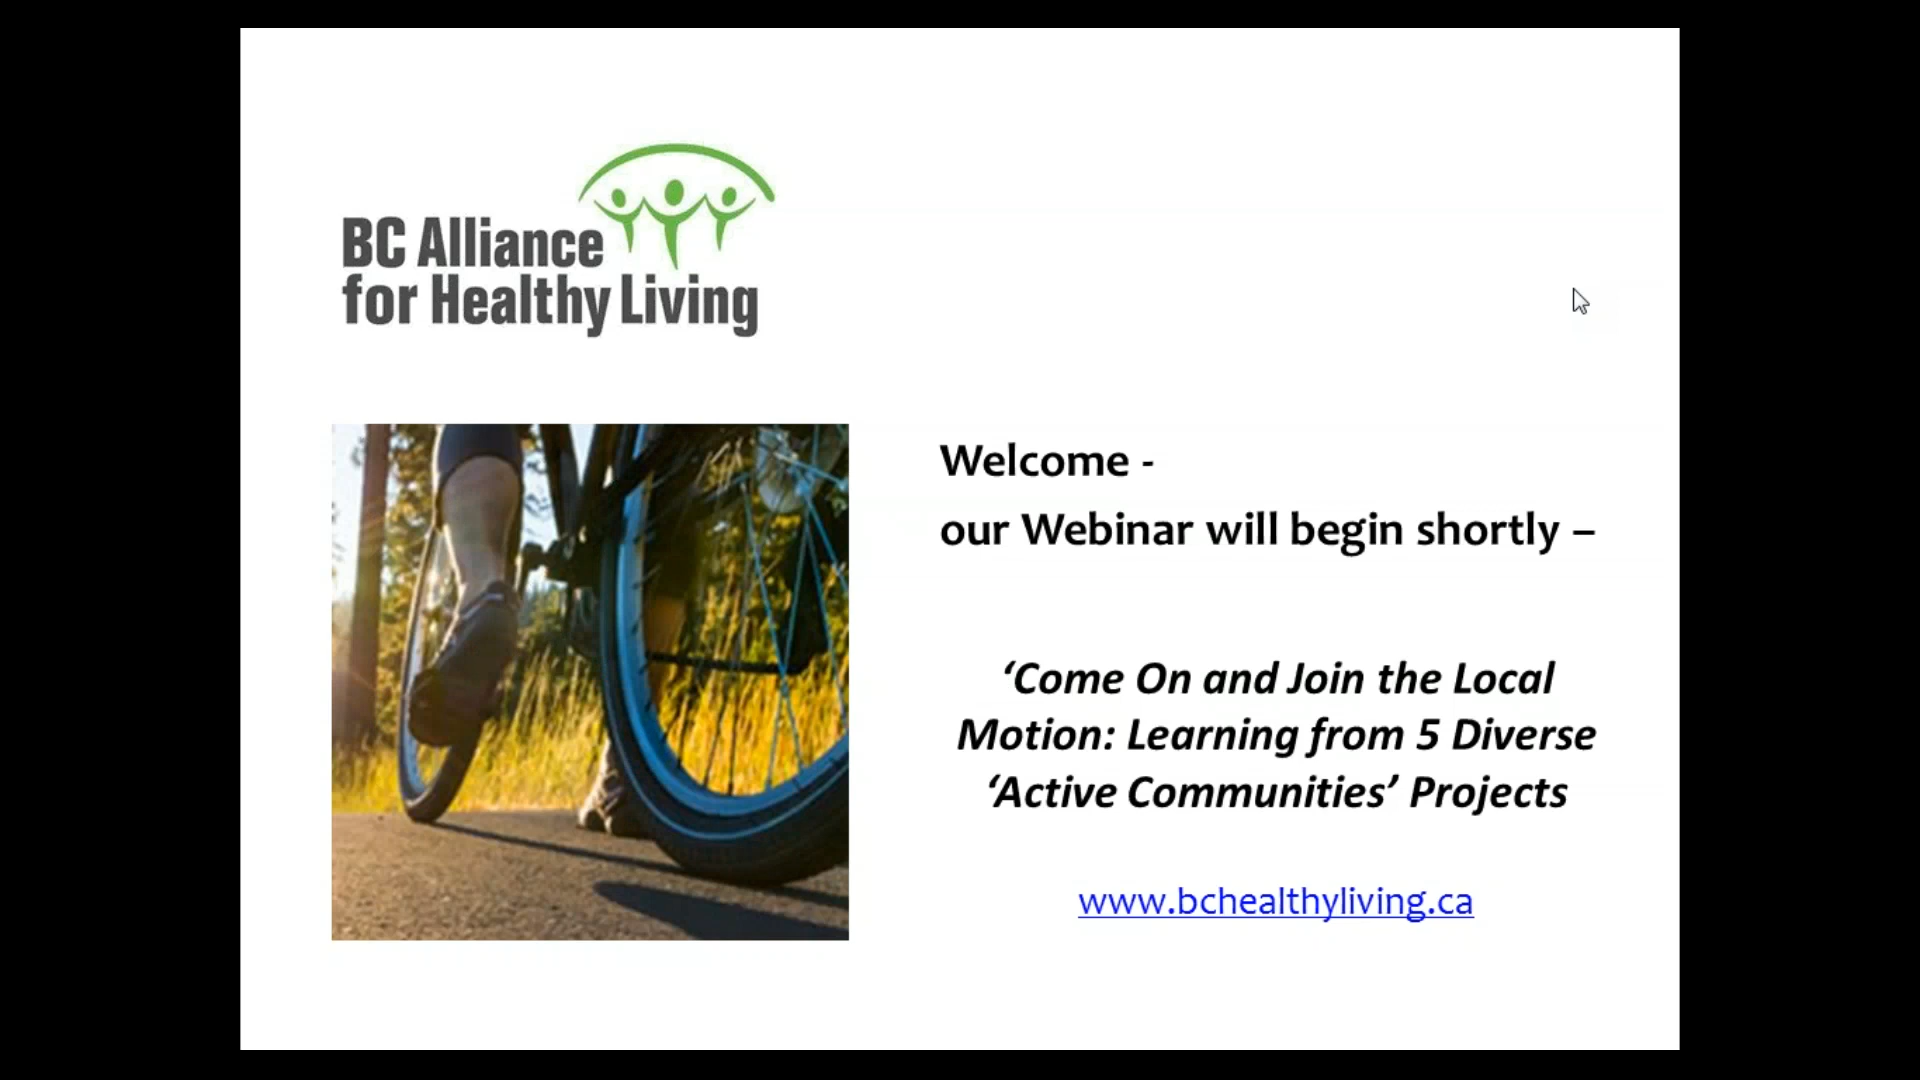 BC Alliance
for Healthy Living
Welcome -
our Webinar will begin shortly –
‘Come On and Join the Local
Motion: Learning from 5 Diverse
‘Active Communities’ Projects
www.bchealthyliving.ca